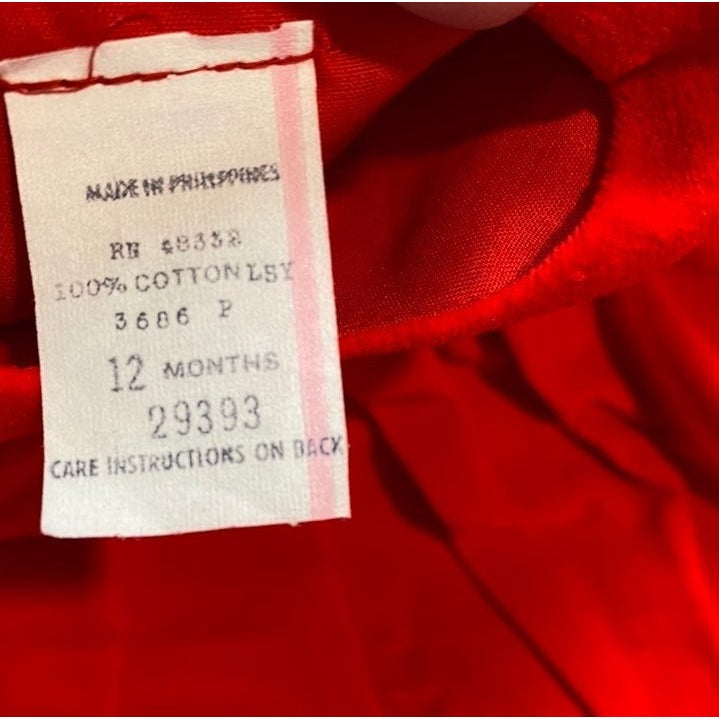 MADE IN PHILIPPINES
RN 48332
100% COTTON LSY
3686 P
12 MONTHS
29393
CARE INSTRUCTIONS ON BACK